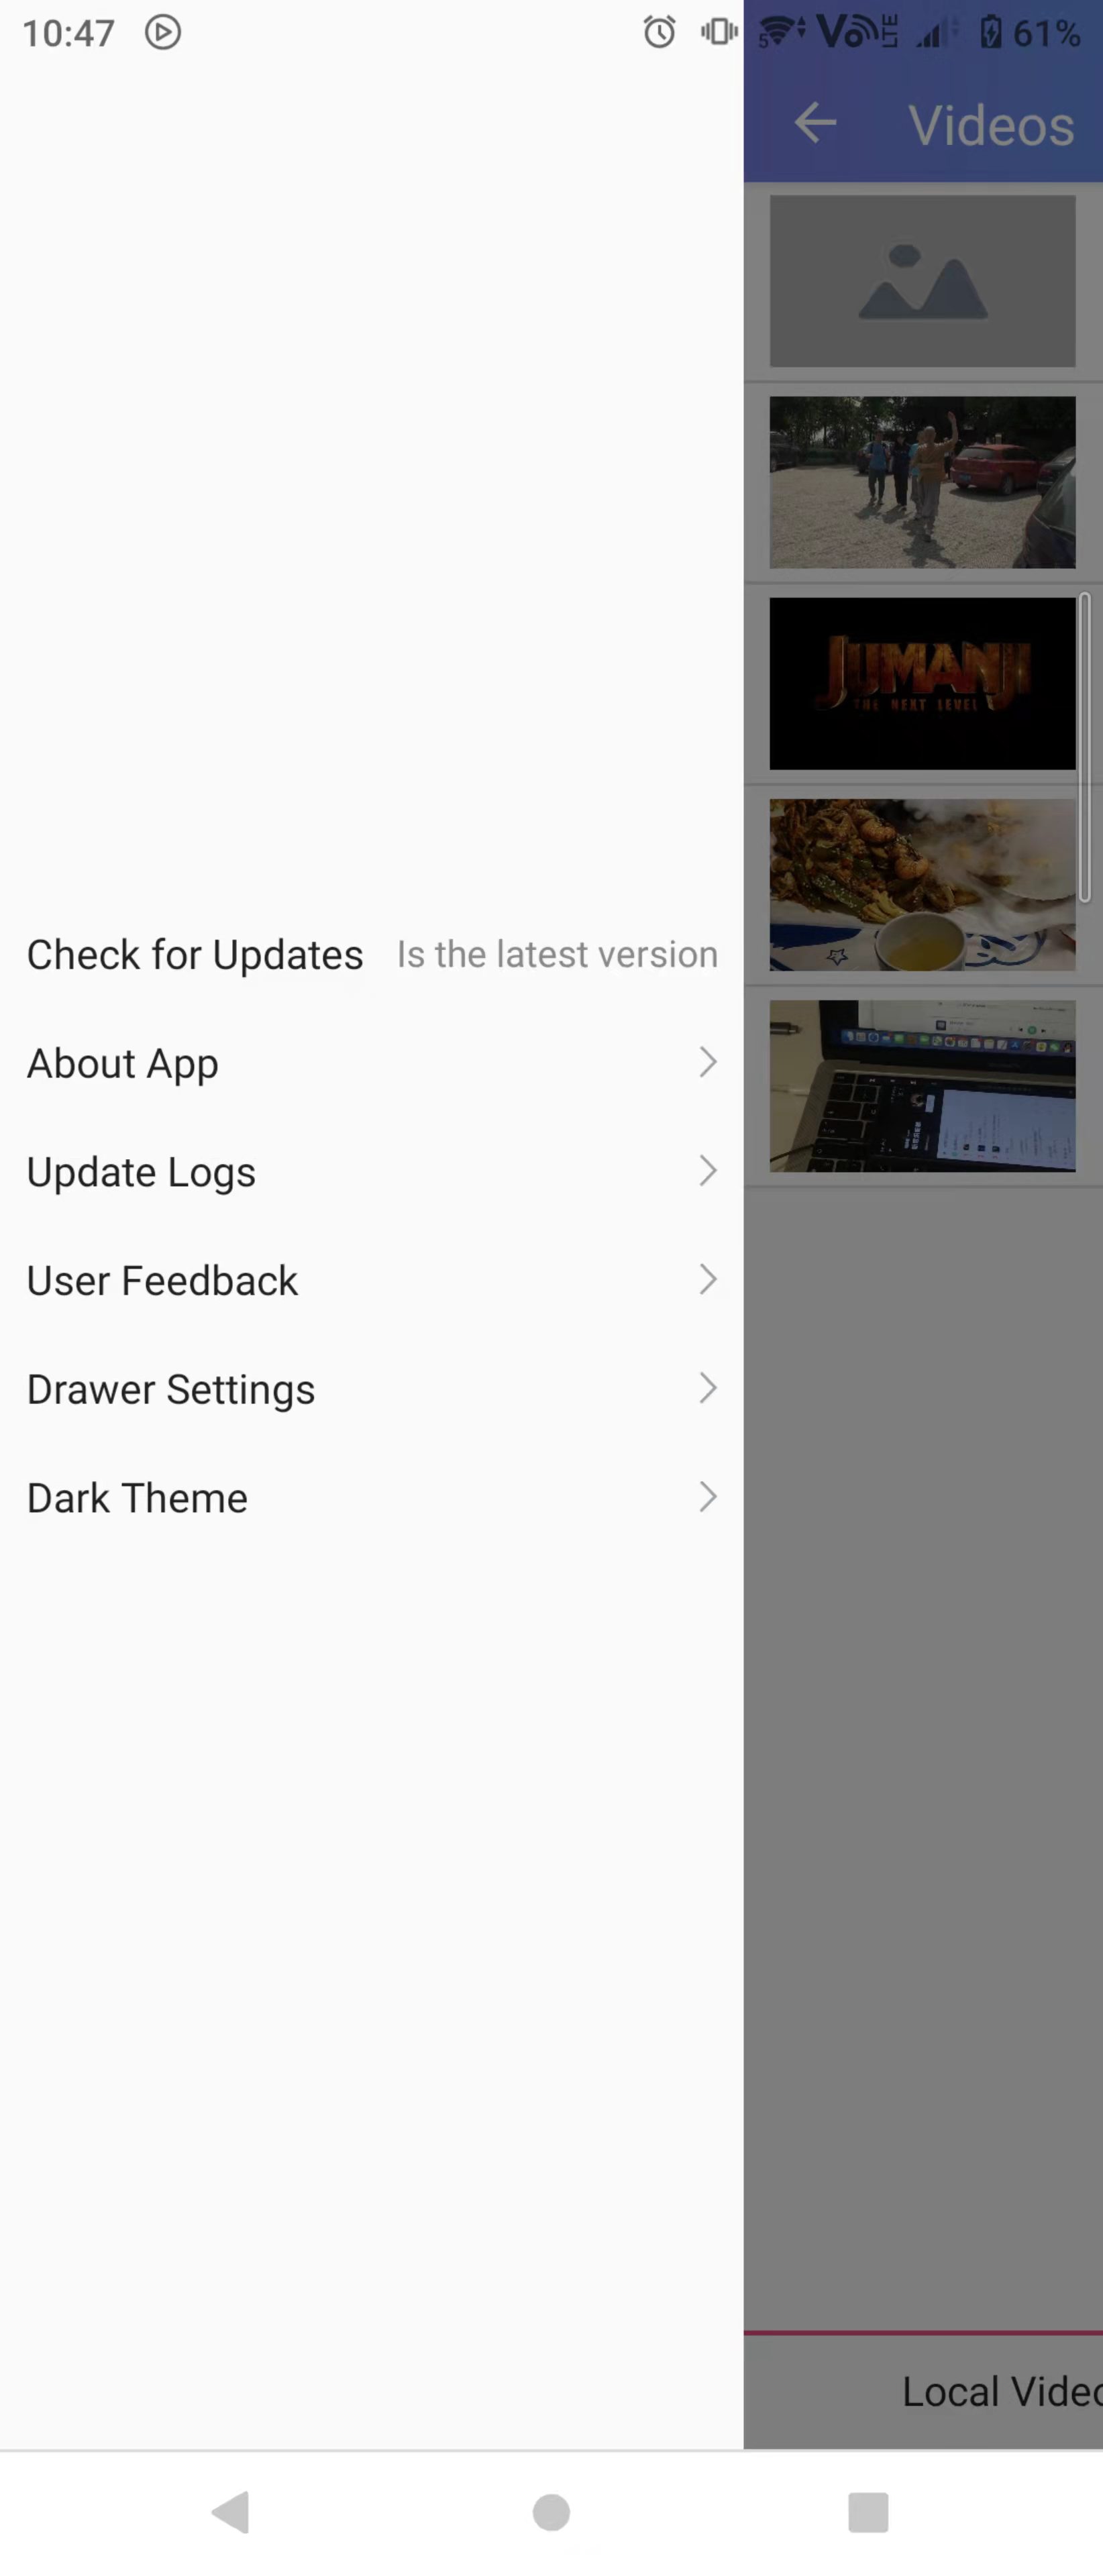 10:47
5 Vo LTE 61%
Videos
JUMANJI
THE NEXT LEVEL
Check for Updates Is the latest version
About App
Update Logs
User Feedback
Drawer Settings
Dark Theme
Local Video